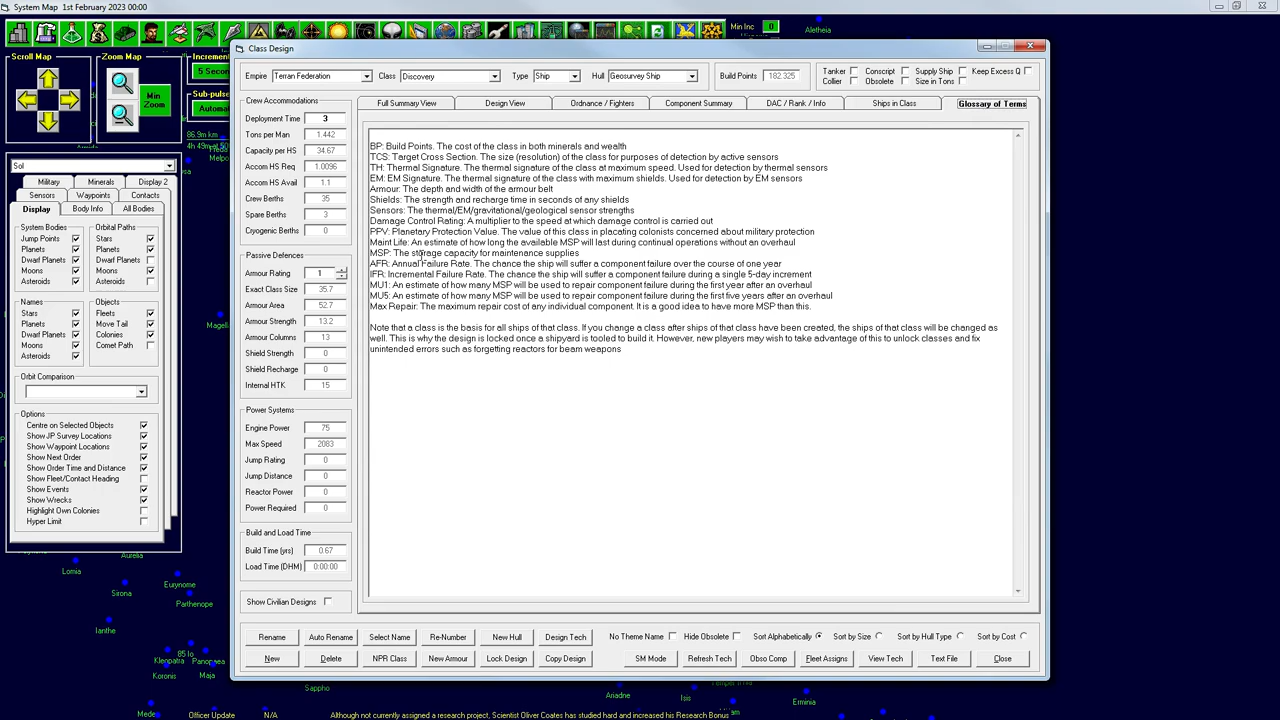 System Map   1st February 2023 00:00
Min Inc   0
Aletheia
Scroll Map
Zoom Map
Min Zoom
Increment
5 Second
Sub-pulse
Automa
86.9m km
Sol
Military   Minerals   Display 2
Sensors   Waypoints   Contacts
Display   Body Info   All Bodies
System Bodies   Orbital Paths
Jump Points   Stars
Planets   Planets
Dwarf Planets   Dwarf Planets
Moons   Moons
Asteroids   Asteroids
Names   Objects
Stars   Fleets
Planets   Move Tail
Dwarf Planets   Colonies
Moons   Comet Path
Asteroids
Orbit Comparison
Options
Centre on Selected Objects
Show JP Survey Locations
Show Waypoint Locations
Show Next Order
Show Order Time and Distance
Show Fleet/Contact Heading
Show Events
Show Wrecks
Highlight Own Colonies
Hyper Limit
Class Design
Empire   Terran Federation   Class   Discovery   Type   Ship   Hull   Geosurvey Ship   Build Points   182.325
Tanker   Conscript   Supply Ship   Keep Excess Q
Collier   Obsolete   Size in Tons
Crew Accommodations
Deployment Time   3
Tons per Man   1.442
Capacity per HS   34.67
Accom HS Req   1.0096
Accom HS Avail   1.1
Crew Berths   35
Spare Berths   3
Cryogenic Berths   0
Passive Defences
Armour Rating   1
Exact Class Size   35.7
Armour Area   52.7
Armour Strength   13.2
Armour Columns   13
Shield Strength   0
Shield Recharge   0
Internal HTK   15
Power Systems
Engine Power   75
Max Speed   2083
Jump Rating   0
Jump Distance   0
Reactor Power   0
Power Required   0
Build and Load Time
Build Time (yrs)   0.67
Load Time (DHM)   0:00:00
Show Civilian Designs
Full Summary View   Design View   Ordnance / Fighters   Component Summary   DAC / Rank / Info   Ships in Class   Glossary of Terms
BP: Build Points. The cost of the class in both minerals and wealth
TCS: Target Cross Section. The size (resolution) of the class for purposes of detection by active sensors
TH: Thermal Signature. The thermal signature of the class at maximum speed. Used for detection by thermal sensors
EM: EM Signature. The thermal signature of the class with maximum shields. Used for detection by EM sensors
Armour: The depth and width of the armour belt
Shields: The strength and recharge time in seconds of any shields
Sensors: The thermal/EM/gravitational/geological sensor strengths
Damage Control Rating: A multiplier to the speed at which damage control is carried out
PPV: Planetary Protection Value. The value of this class in placating colonists concerned about military protection
Maint Life: An estimate of how long the available MSP will last during continual operations without an overhaul
MSP: The storage capacity for maintenance supplies
AFR: Annual Failure Rate. The chance the ship will suffer a component failure over the course of one year
IFR: Incremental Failure Rate. The chance the ship will suffer a component failure during a single 5-day increment
MU1: An estimate of how many MSP will be used to repair component failure during the first year after an overhaul
MU5: An estimate of how many MSP will be used to repair component failure during the first five years after an overhaul
Max Repair: The maximum repair cost of any individual component. It is a good idea to have more MSP than this.
Note that a class is the basis for all ships of that class. If you change a class after ships of that class have been created, the ships of that class will be changed as
well. This is why the design is locked once a shipyard is tooled to build it. However, new players may wish to take advantage of this to unlock classes and fix
unintended errors such as forgetting reactors for beam weapons
Rename   Auto Rename   Select Name   Re-Number   New Hull   Design Tech   No Theme Name   Hide Obsolete   Sort Alphabetically   Sort by Size   Sort by Hull Type   Sort by Cost
New   Delete   NPR Class   New Armour   Lock Design   Copy Design   SM Mode   Refresh Tech   Obso Comp   Fleet Assigns   View Tech   Text File   Close
Lomia
Sirona
Eurynome
Parthenope
Ianthe
85 Io
Kleopatra
Koronis
Maja
Sappho
Ariadne
Isis
Erminia
Officer Update   N/A   Although not currently assigned a research project, Scientist Oliver Coates has studied hard and increased his Research Bonus